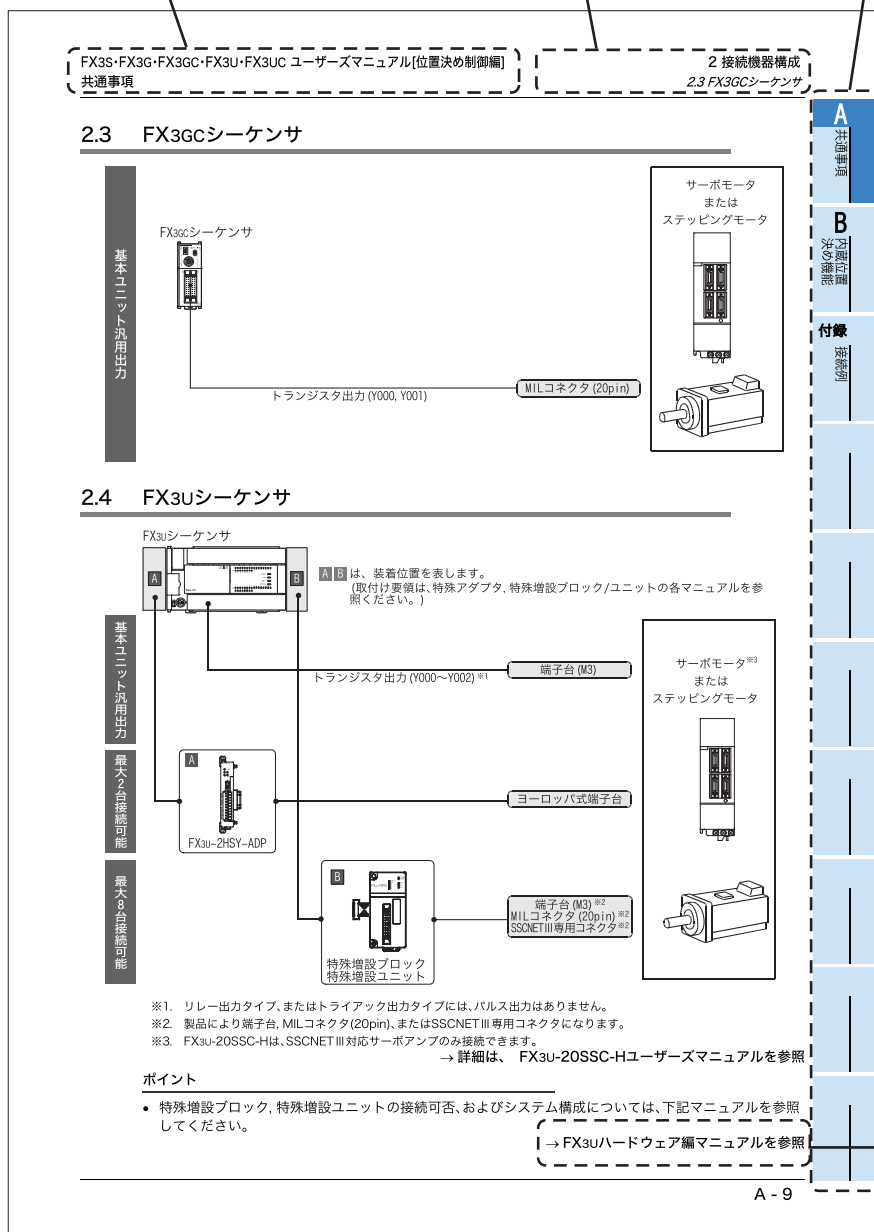 FX3S・FX3G・FX3GC・FX3U・FX3UC ユーザーズマニュアル[位置決め制御編]
共通事項
2 接続機器構成
2.3 FX3GCシーケンサ
A
共通事項
B
内蔵位置
決め機能
付録
接続例
2.3 FX3GCシーケンサ
基本ユニット汎用出力
FX3GCシーケンサ
トランジスタ出力 (Y000, Y001)
MILコネクタ (20pin)
サーボモータ
または
ステッピングモータ
2.4 FX3Uシーケンサ
FX3Uシーケンサ
A
B
A B は、装着位置を表します。
(取付け要領は、特殊アダプタ, 特殊増設ブロック/ユニットの各マニュアルを参
照ください。)
基本ユニット汎用出力
トランジスタ出力 (Y000～Y002) ※1
端子台 (M3)
サーボモータ※3
または
ステッピングモータ
最大2台接続可能
A
FX3U-2HSY-ADP
ヨーロッパ式端子台
最大8台接続可能
B
特殊増設ブロック
特殊増設ユニット
端子台 (M3) ※2
MILコネクタ (20pin) ※2
SSCNETⅢ専用コネクタ※2
※1. リレー出力タイプ、またはトライアック出力タイプには、パルス出力はありません。
※2. 製品により端子台, MILコネクタ(20pin)、またはSSCNETⅢ専用コネクタになります。
※3. FX3U-20SSC-Hは、SSCNETⅢ対応サーボアンプのみ接続できます。
→ 詳細は、 FX3U-20SSC-Hユーザーズマニュアルを参照
ポイント
• 特殊増設ブロック, 特殊増設ユニットの接続可否、およびシステム構成については、下記マニュアルを参照
してください。
→ FX3Uハードウェア編マニュアルを参照
A - 9